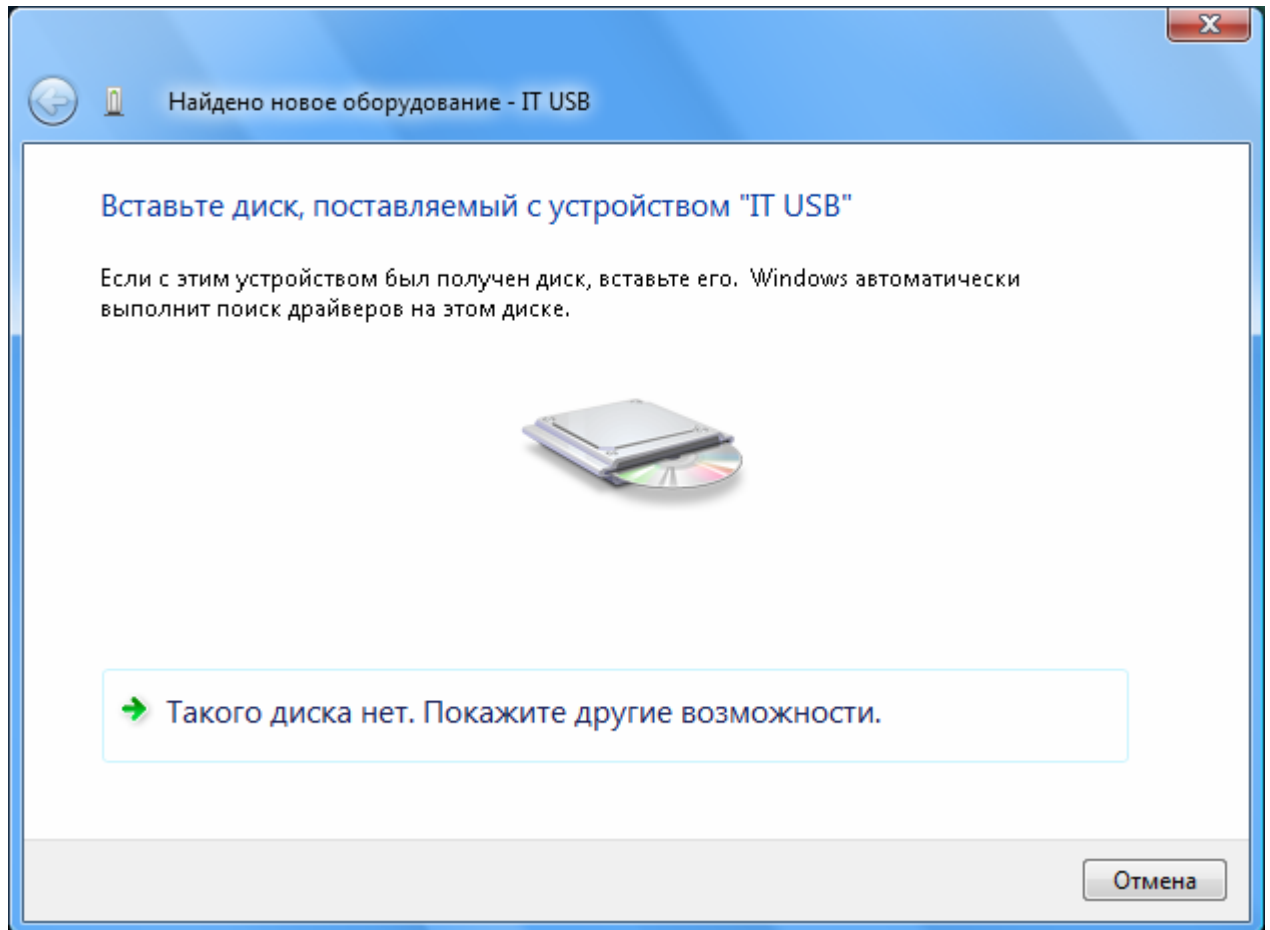 Найдено новое оборудование - IT USB
Вставьте диск, поставляемый с устройством "IT USB"
Если с этим устройством был получен диск, вставьте его.  Windows автоматически
выполнит поиск драйверов на этом диске.
Такого диска нет. Покажите другие возможности.
Отмена